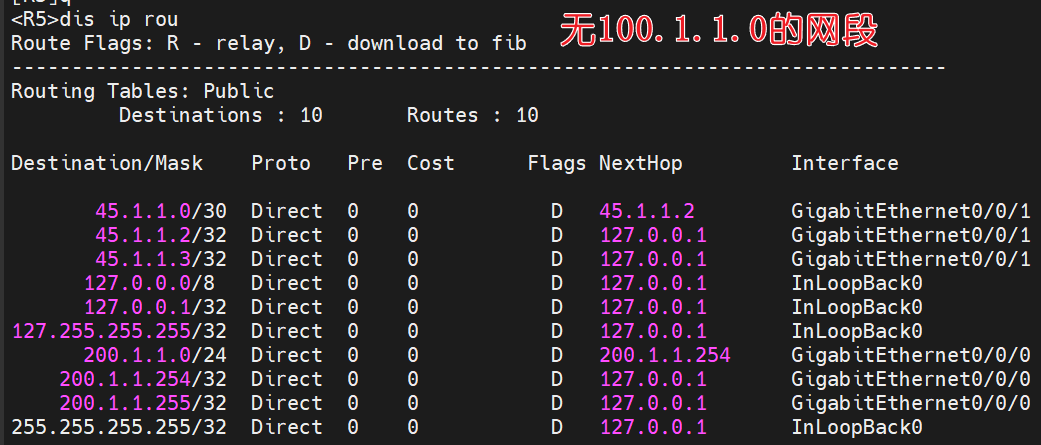 <R5>dis ip rou
无100.1.1.0的网段
Route Flags: R - relay, D - download to fib
------------------------------------------------------------------------------
Routing Tables: Public
         Destinations : 10       Routes : 10
Destination/Mask    Proto   Pre  Cost      Flags NextHop         Interface
45.1.1.0/30  Direct  0    0           D   45.1.1.2        GigabitEthernet0/0/1
45.1.1.2/32  Direct  0    0           D   127.0.0.1       GigabitEthernet0/0/1
45.1.1.3/32  Direct  0    0           D   127.0.0.1       GigabitEthernet0/0/1
127.0.0.0/8   Direct  0    0           D   127.0.0.1       InLoopBack0
127.0.0.1/32  Direct  0    0           D   127.0.0.1       InLoopBack0
127.255.255.255/32  Direct  0    0           D   127.0.0.1       InLoopBack0
200.1.1.0/24  Direct  0    0           D   200.1.1.254     GigabitEthernet0/0/0
200.1.1.254/32  Direct  0    0           D   127.0.0.1       GigabitEthernet0/0/0
200.1.1.255/32  Direct  0    0           D   127.0.0.1       GigabitEthernet0/0/0
255.255.255.255/32  Direct  0    0           D   127.0.0.1       InLoopBack0